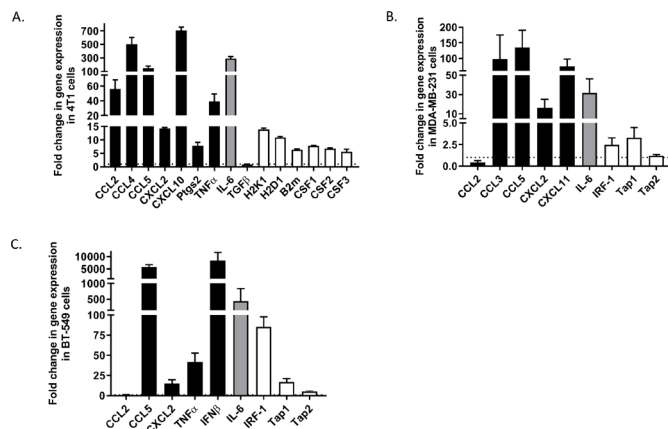 A.
Fold change in gene expression
in 4T1 cells
700
500
300
100
60
40
20
15
10
5
0
CCL2
CCL4
CCL5
CXCL2
CXCL10
Ptgs2
TNFα
IL-6
TGFβ
H2K1
H2D1
B2m
CSF1
CSF2
CSF3
B.
Fold change in gene expression
in MDA-MB-231 cells
200
150
100
50
30
10
5.0
2.5
0.0
CCL2
CCL3
CCL5
CXCL2
CXCL11
IL-6
IRF-1
Tap1
Tap2
C.
Fold change in gene expression
in BT-549 cells
10000
5000
1000
500
100
75
50
25
0
CCL2
CCL5
CXCL2
TNFα
IFNβ
IL-6
IRF-1
Tap1
Tap2